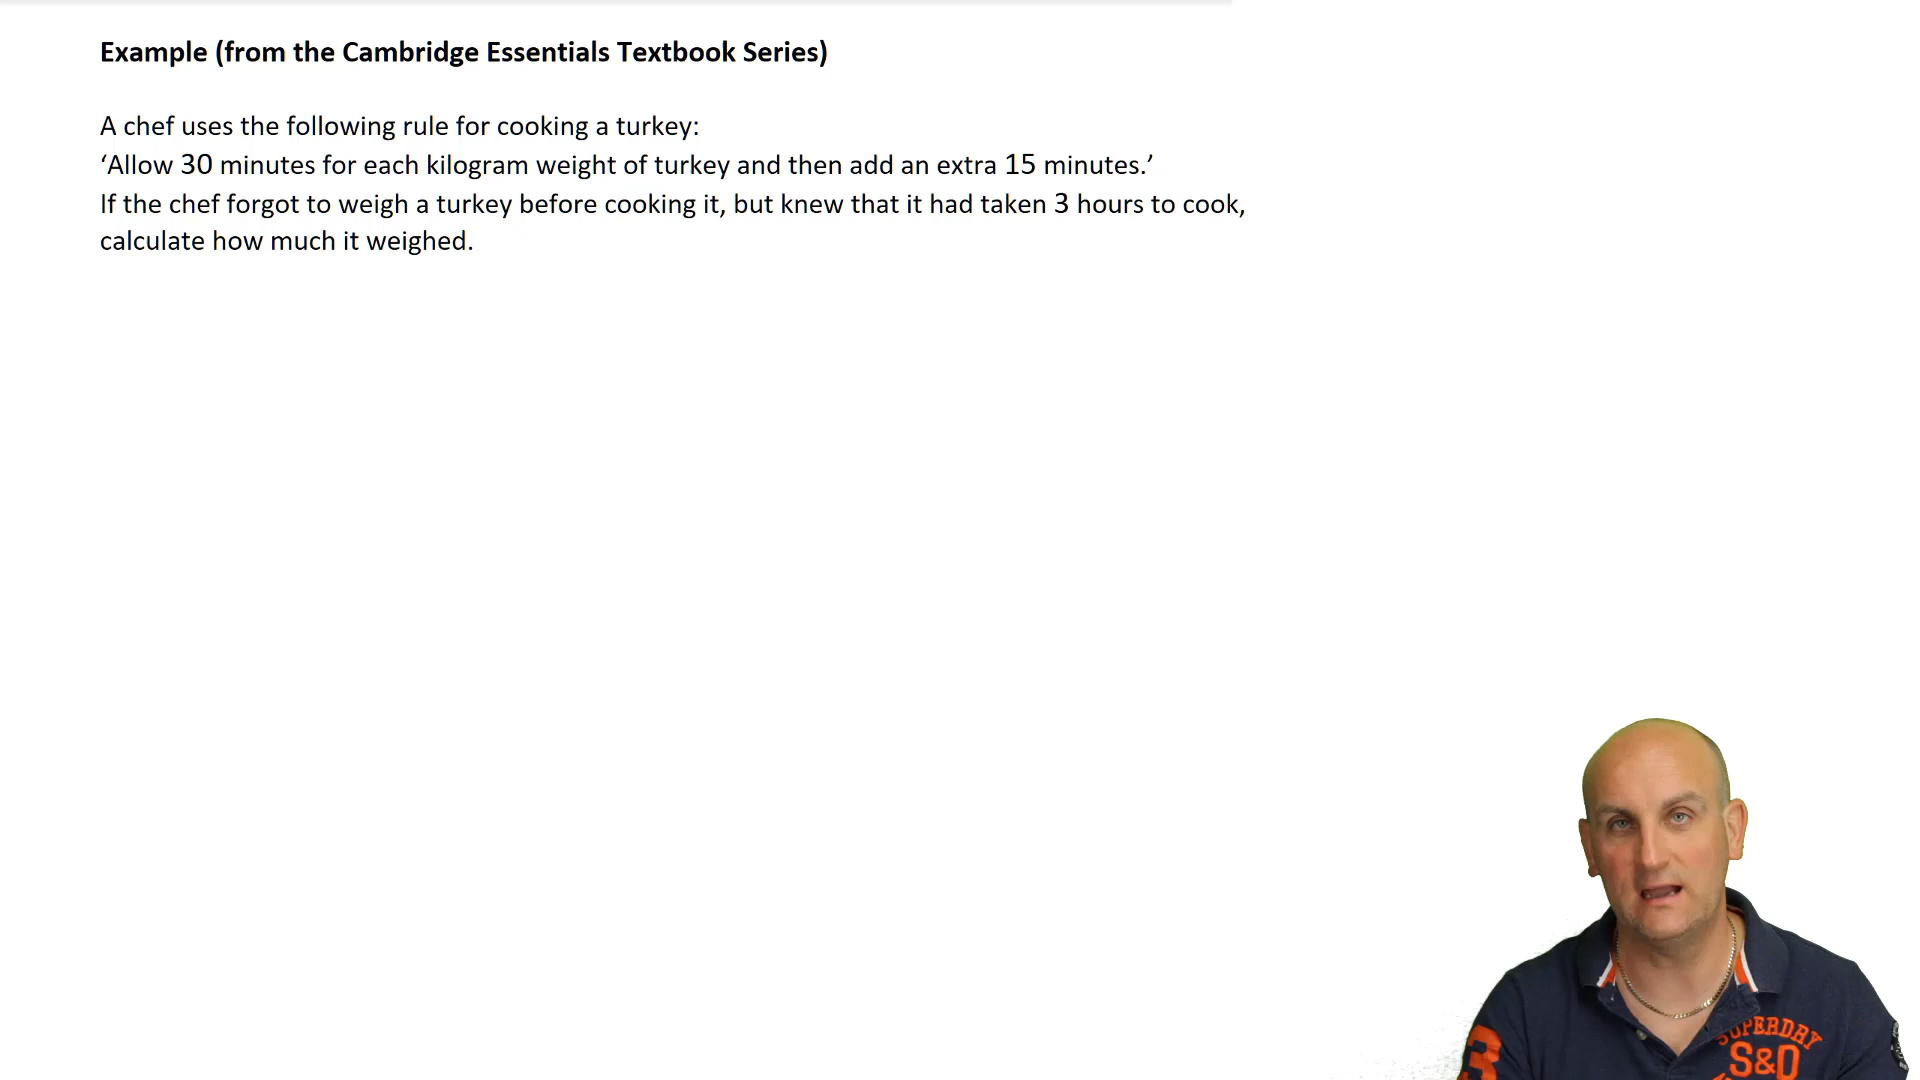 Example (from the Cambridge Essentials Textbook Series)
A chef uses the following rule for cooking a turkey:
‘Allow 30 minutes for each kilogram weight of turkey and then add an extra 15 minutes.’
If the chef forgot to weigh a turkey before cooking it, but knew that it had taken 3 hours to cook,
calculate how much it weighed.
SUPERDRY
S&D
3